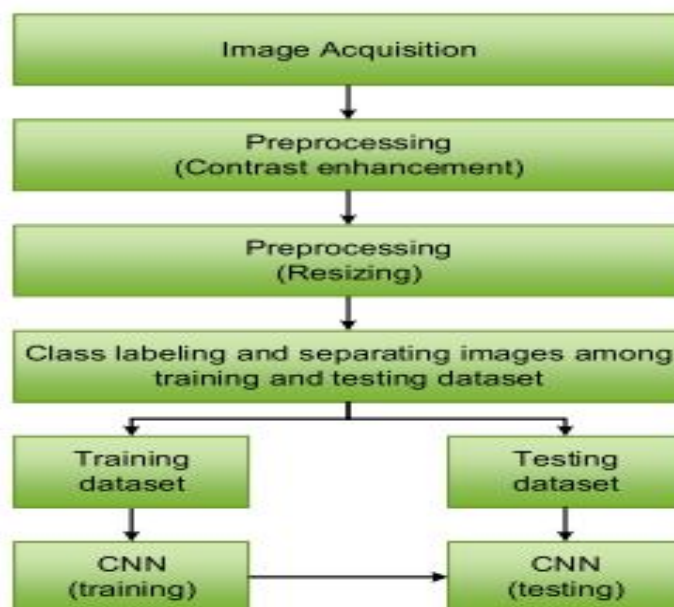 Image Acquisition
Preprocessing
(Contrast enhancement)
Preprocessing
(Resizing)
Class labeling and separating images among
training and testing dataset
Training
dataset
Testing
dataset
CNN
(training)
CNN
(testing)